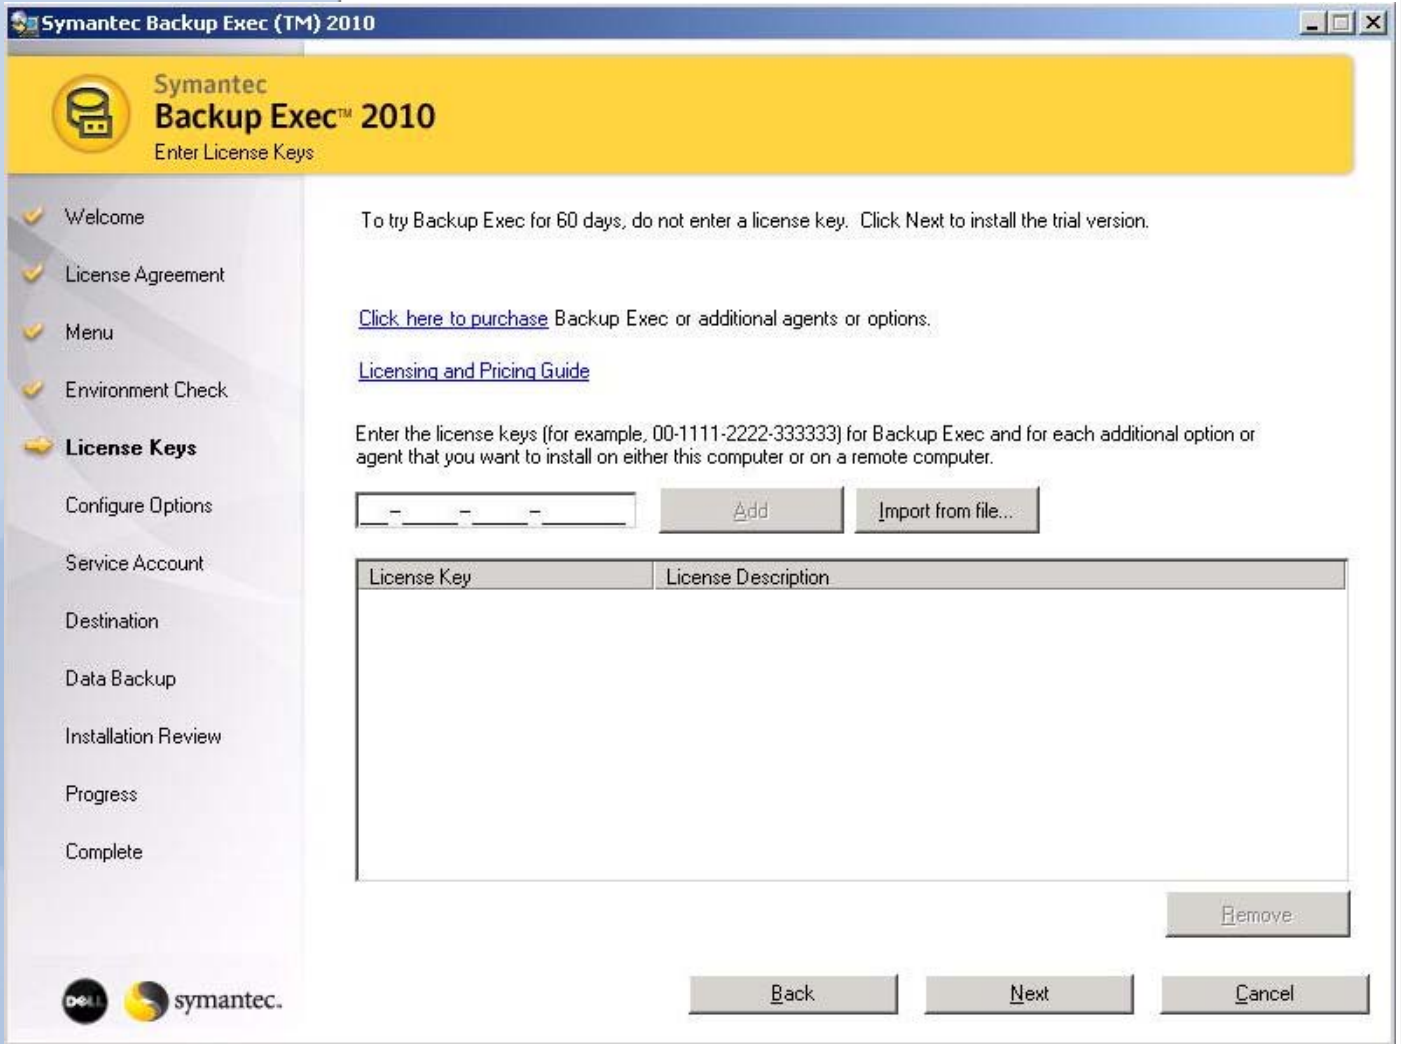 Symantec Backup Exec (TM) 2010
Symantec
Backup Exec™ 2010
Enter License Keys
Welcome
License Agreement
Menu
Environment Check
License Keys
Configure Options
Service Account
Destination
Data Backup
Installation Review
Progress
Complete
To try Backup Exec for 60 days, do not enter a license key. Click Next to install the trial version.
Click here to purchase Backup Exec or additional agents or options.
Licensing and Pricing Guide
Enter the license keys (for example, 00-1111-2222-333333) for Backup Exec and for each additional option or
agent that you want to install on either this computer or on a remote computer.
__-____-____-______
Add
Import from file...
License Key
License Description
Remove
DELL
symantec.
Back
Next
Cancel